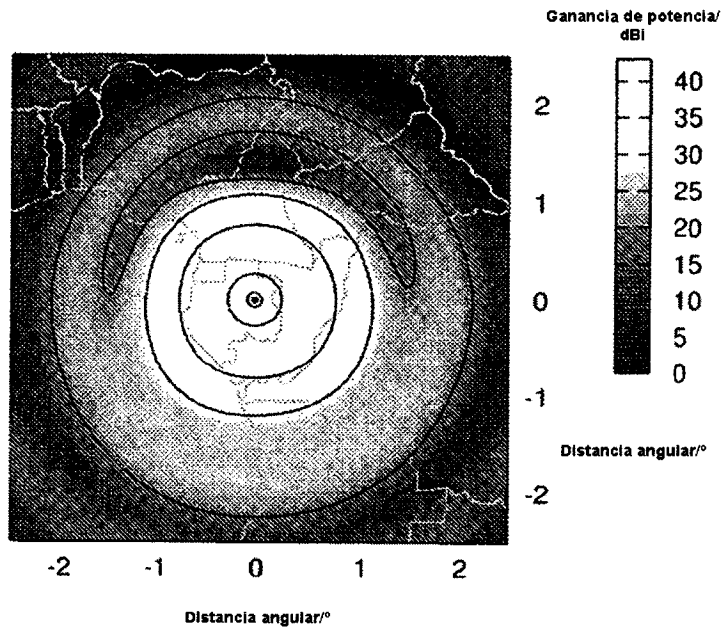 Ganancia de potencia/
dBi
40
35
30
25
20
15
10
5
0
2
1
0
-1
-2
Distancia angular/º
-2 -1 0 1 2
Distancia angular/º